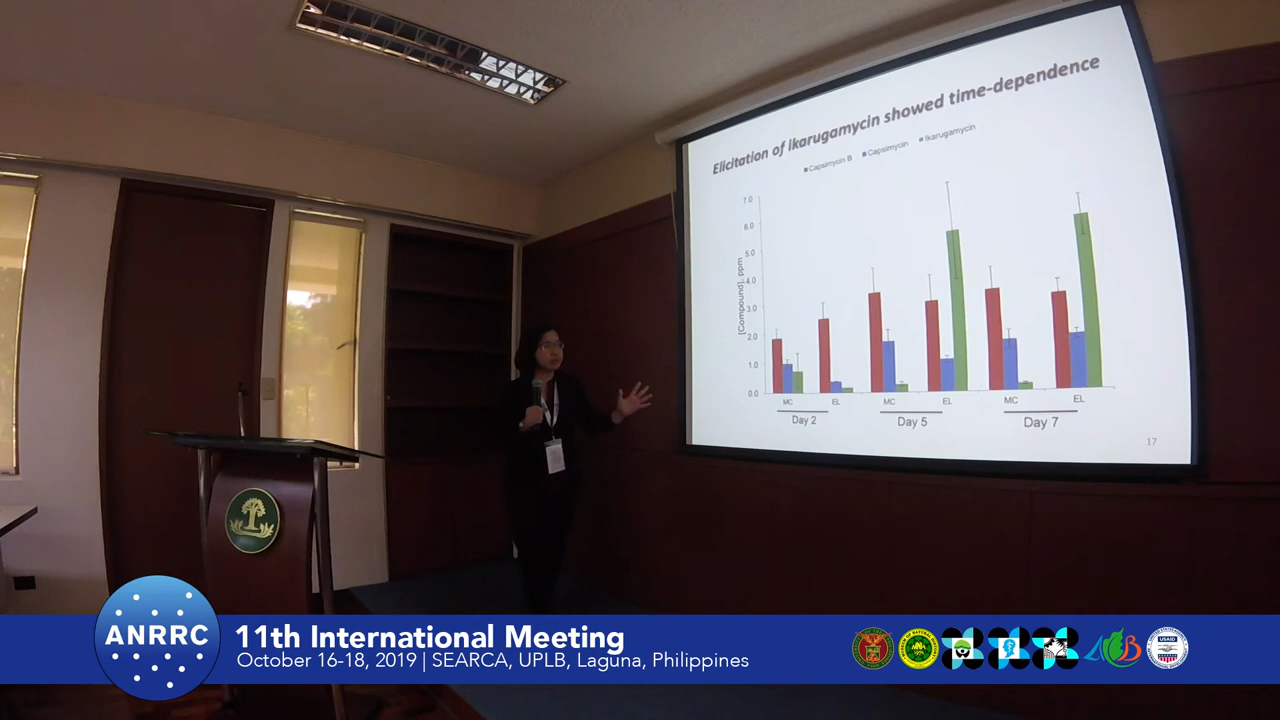 Elicitation of ikarugamycin showed time-dependence
Capsimycin B Capsimycin Ikarugamycin
[Compound], ppm
7.0
6.0
5.0
4.0
3.0
2.0
1.0
0.0
MC EL MC EL MC EL
Day 2 Day 5 Day 7
17
ANRRC
11th International Meeting
October 16-18, 2019 | SEARCA, UPLB, Laguna, Philippines
USAID